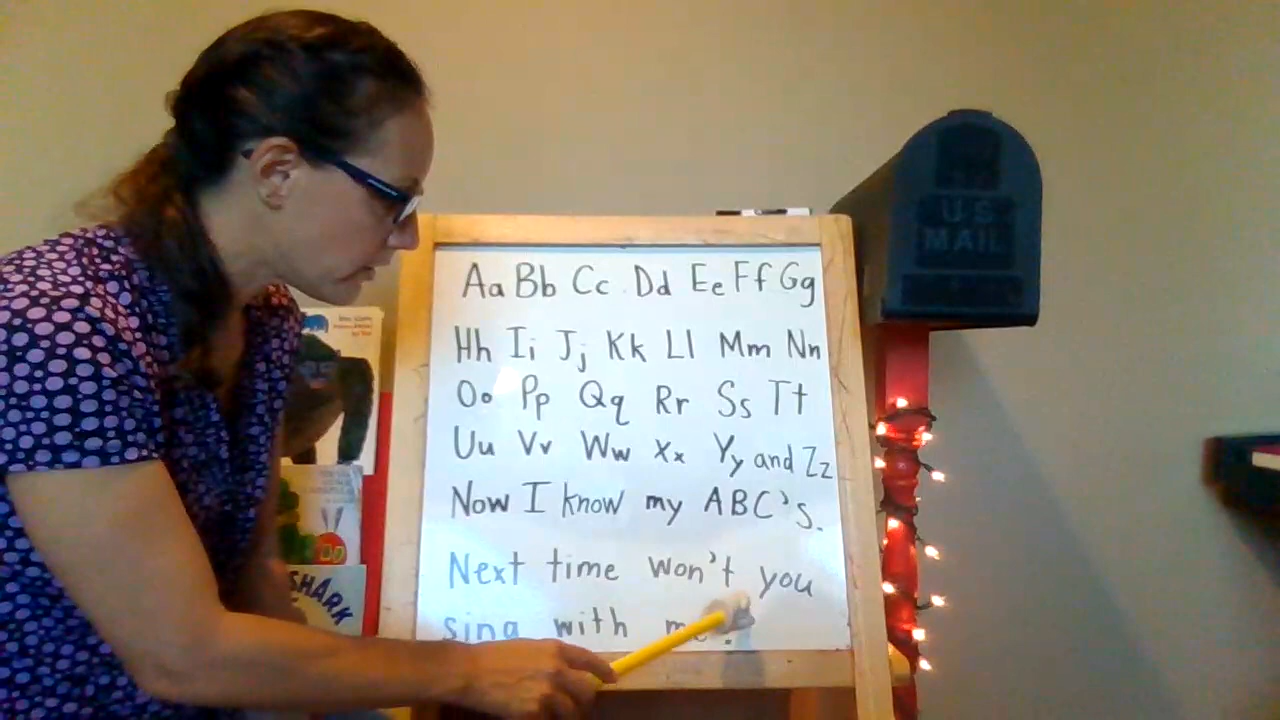 Aa Bb Cc Dd Ee Ff Gg
Hh Ii Jj Kk Ll Mm Nn
Oo Pp Qq Rr Ss Tt
Uu Vv Ww Xx Yy and Zz
Now I know my ABC's.
Next time won't you
sing with me?
U.S.
MAIL
SHARK